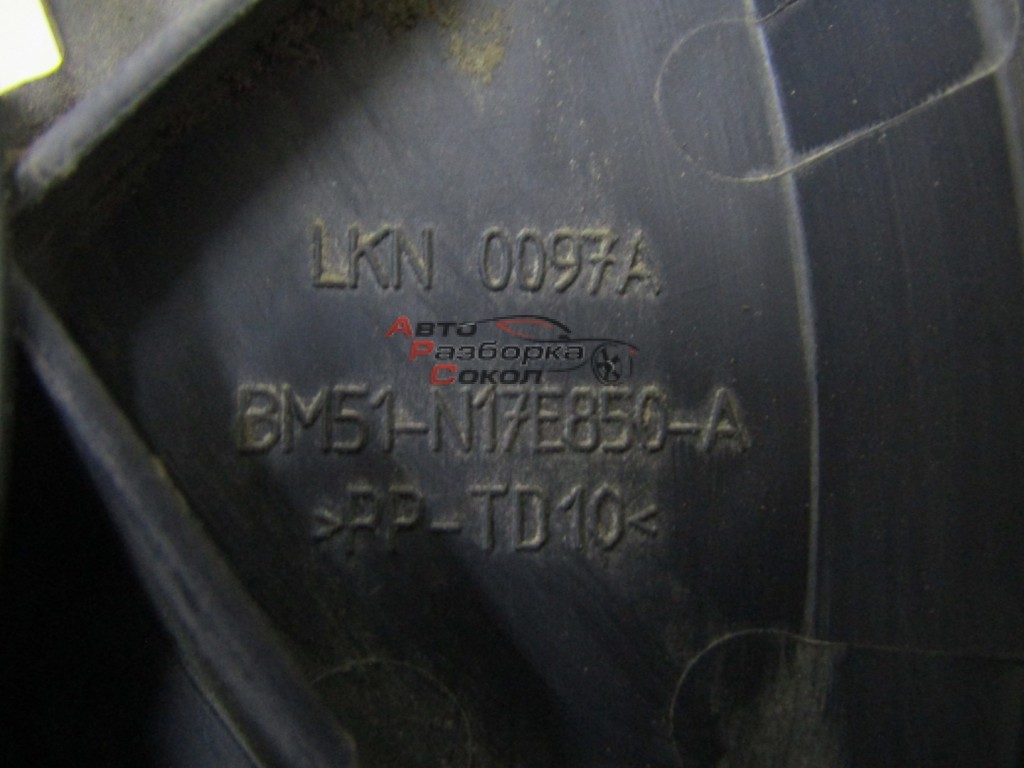 LKN 0097A
АВТО
РАЗБОРКА
СОКОЛ
BM51-N17E850-A
>PP-TD10<